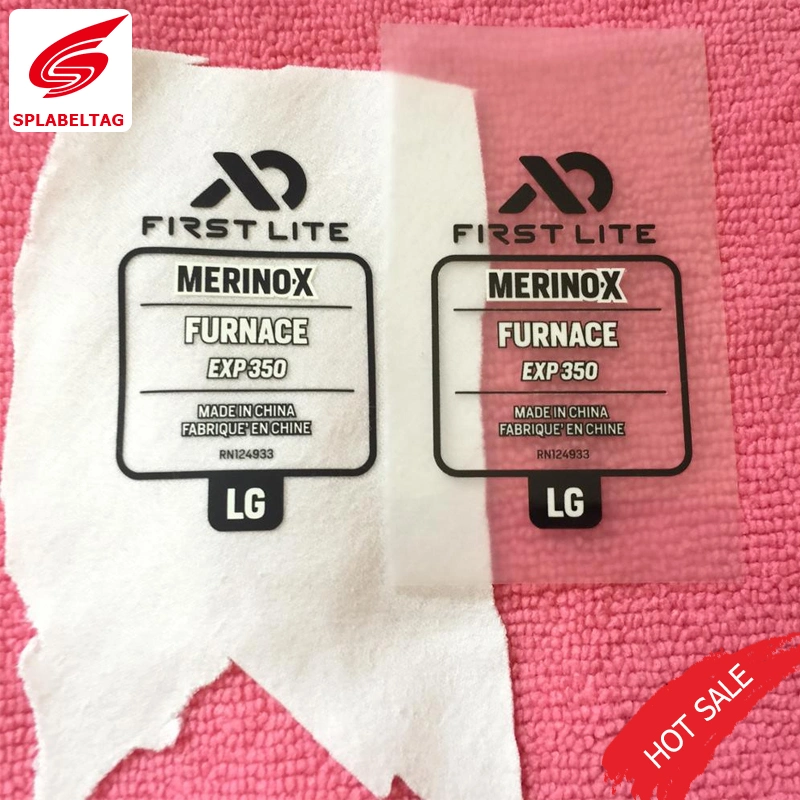 SPLABELTAG
FIRST LITE
MERINO-X
FURNACE
EXP 350
MADE IN CHINA
FABRIQUE' EN CHINE
RN124933
LG
FIRST LITE
MERINO-X
FURNACE
EXP 350
MADE IN CHINA
FABRIQUE' EN CHINE
RN124933
LG
HOT SALE